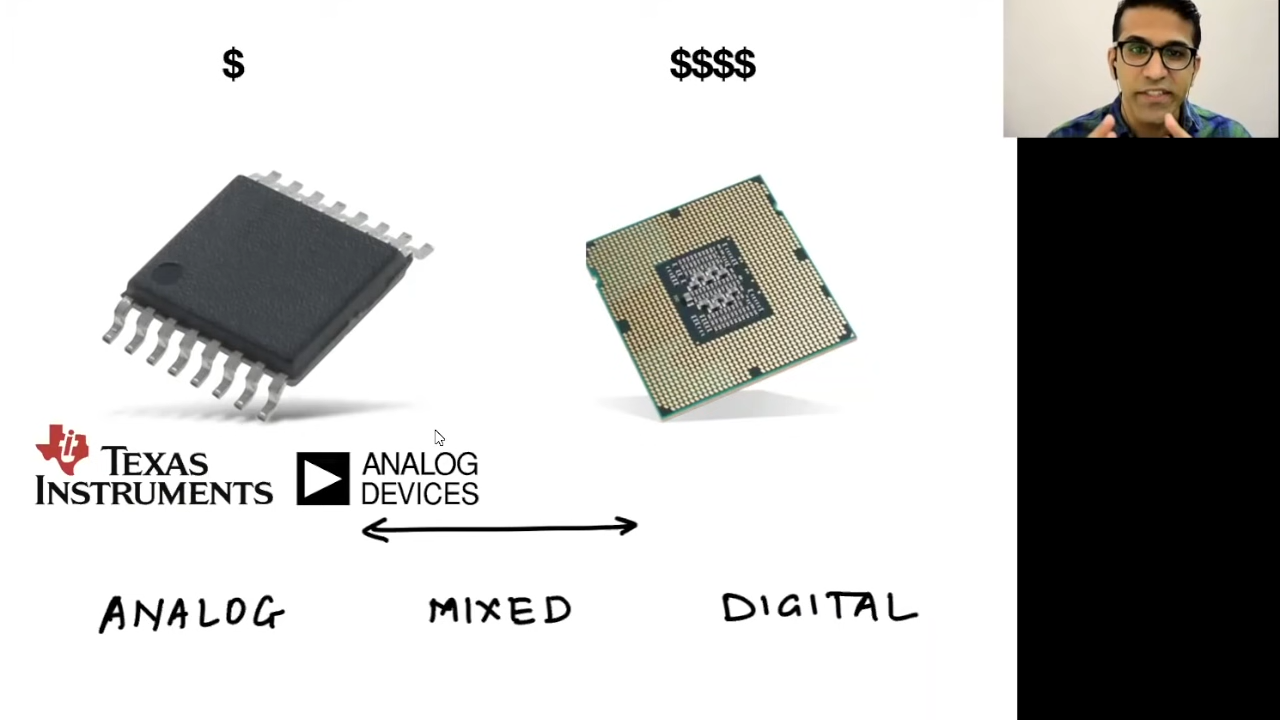 $
$$$$
TEXAS
INSTRUMENTS
ANALOG
DEVICES
ANALOG
MIXED
DIGITAL